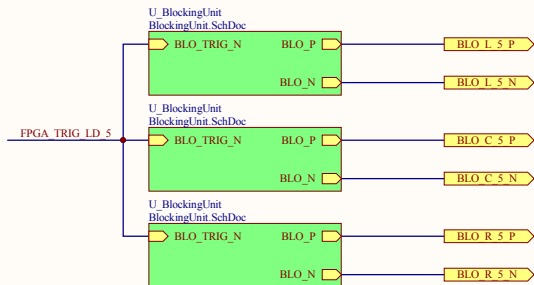 U_BlockingUnit
BlockingUnit.SchDoc
BLO_TRIG_N BLO_P BLO_L_5_P
BLO_N BLO_L_5_N
U_BlockingUnit
BlockingUnit.SchDoc
FPGA_TRIG_LD_5 BLO_TRIG_N BLO_P BLO_C_5_P
BLO_N BLO_C_5_N
U_BlockingUnit
BlockingUnit.SchDoc
BLO_TRIG_N BLO_P BLO_R_5_P
BLO_N BLO_R_5_N